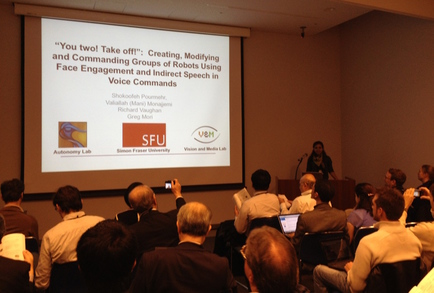 "You two! Take off!": Creating, Modifying
and Commanding Groups of Robots Using
Face Engagement and Indirect Speech in
Voice Commands
Shokoofeh Pourmehr,
Valiallah (Mani) Monajjemi,
Richard Vaughan
Greg Mori
SFU
VML
Autonomy Lab
Simon Fraser University
Vision and Media Lab